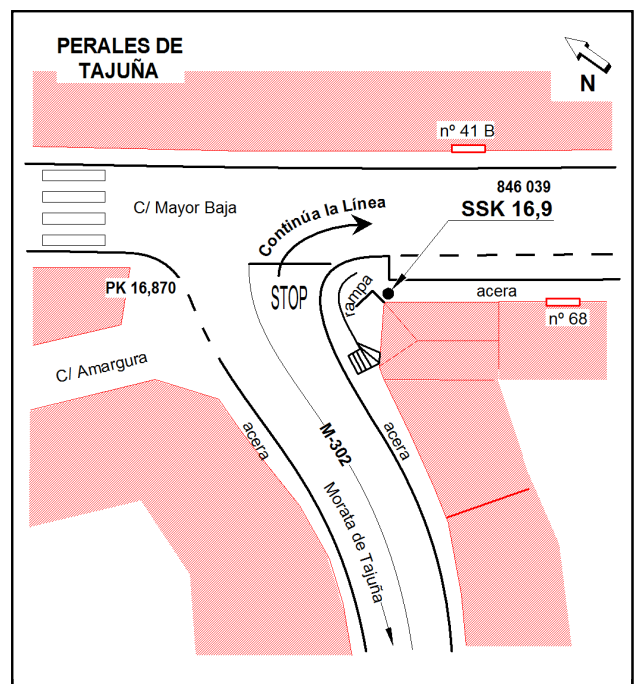 PERALES DE
TAJUÑA
N
nº 41 B
C/ Mayor Baja
Continúa la Línea
846 039
SSK 16,9
PK 16,870
STOP
rampa
acera
nº 68
C/ Amargura
acera
M-302
acera
Morata de Tajuña